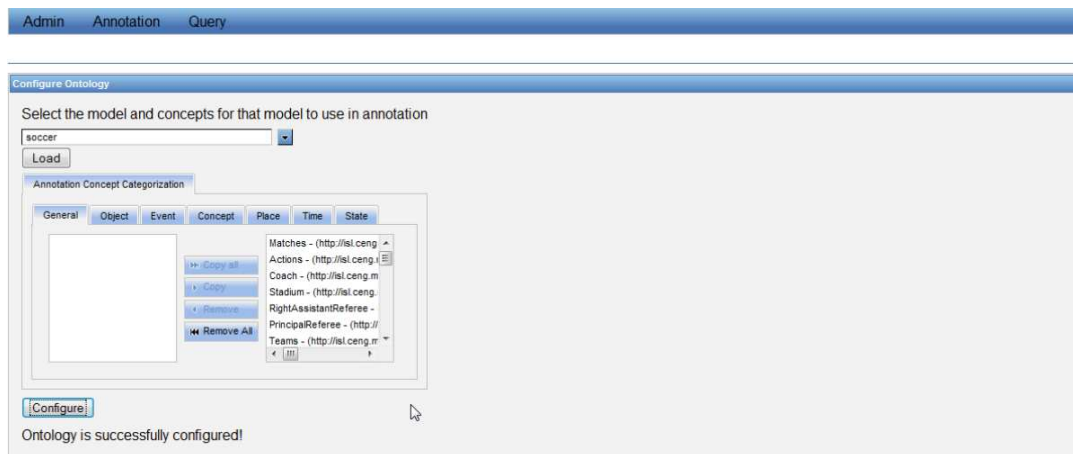 Admin Annotation Query
Configure Ontology
Select the model and concepts for that model to use in annotation
soccer
Load
Annotation Concept Categorization
General Object Event Concept Place Time State
Matches - (http://isl.ceng
Actions - (http://isl.ceng.
Coach - (http://isl.ceng.m
Stadium - (http://isl.ceng.
RightAssistantReferee -
PrincipalReferee - (http://
Teams - (http://isl.ceng.m
Copy all
Copy
Remove
Remove All
Configure
Ontology is successfully configured!